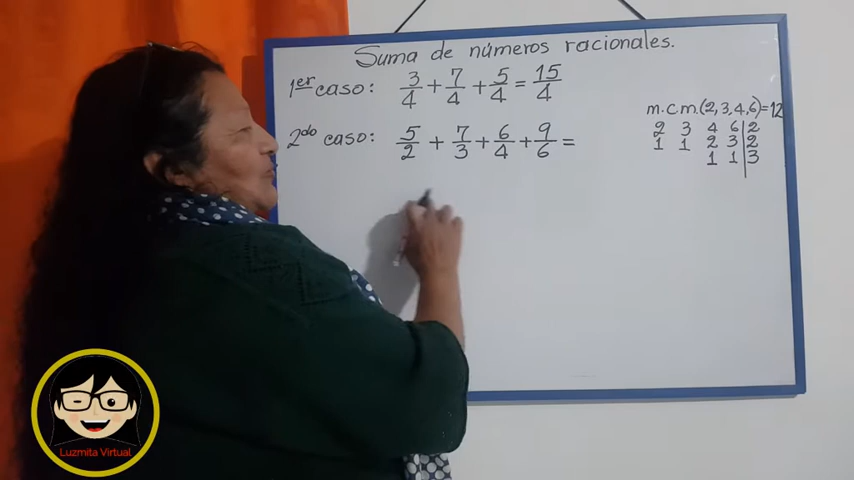 Suma de números racionales.
1er caso: 3/4 + 7/4 + 5/4 = 15/4
2do caso: 5/2 + 7/3 + 6/4 + 9/6 =
m.c.m.(2,3,4,6)=12
2 3 4 6|2
1 1 2 3|2
1 1|3
Luzmita Virtual